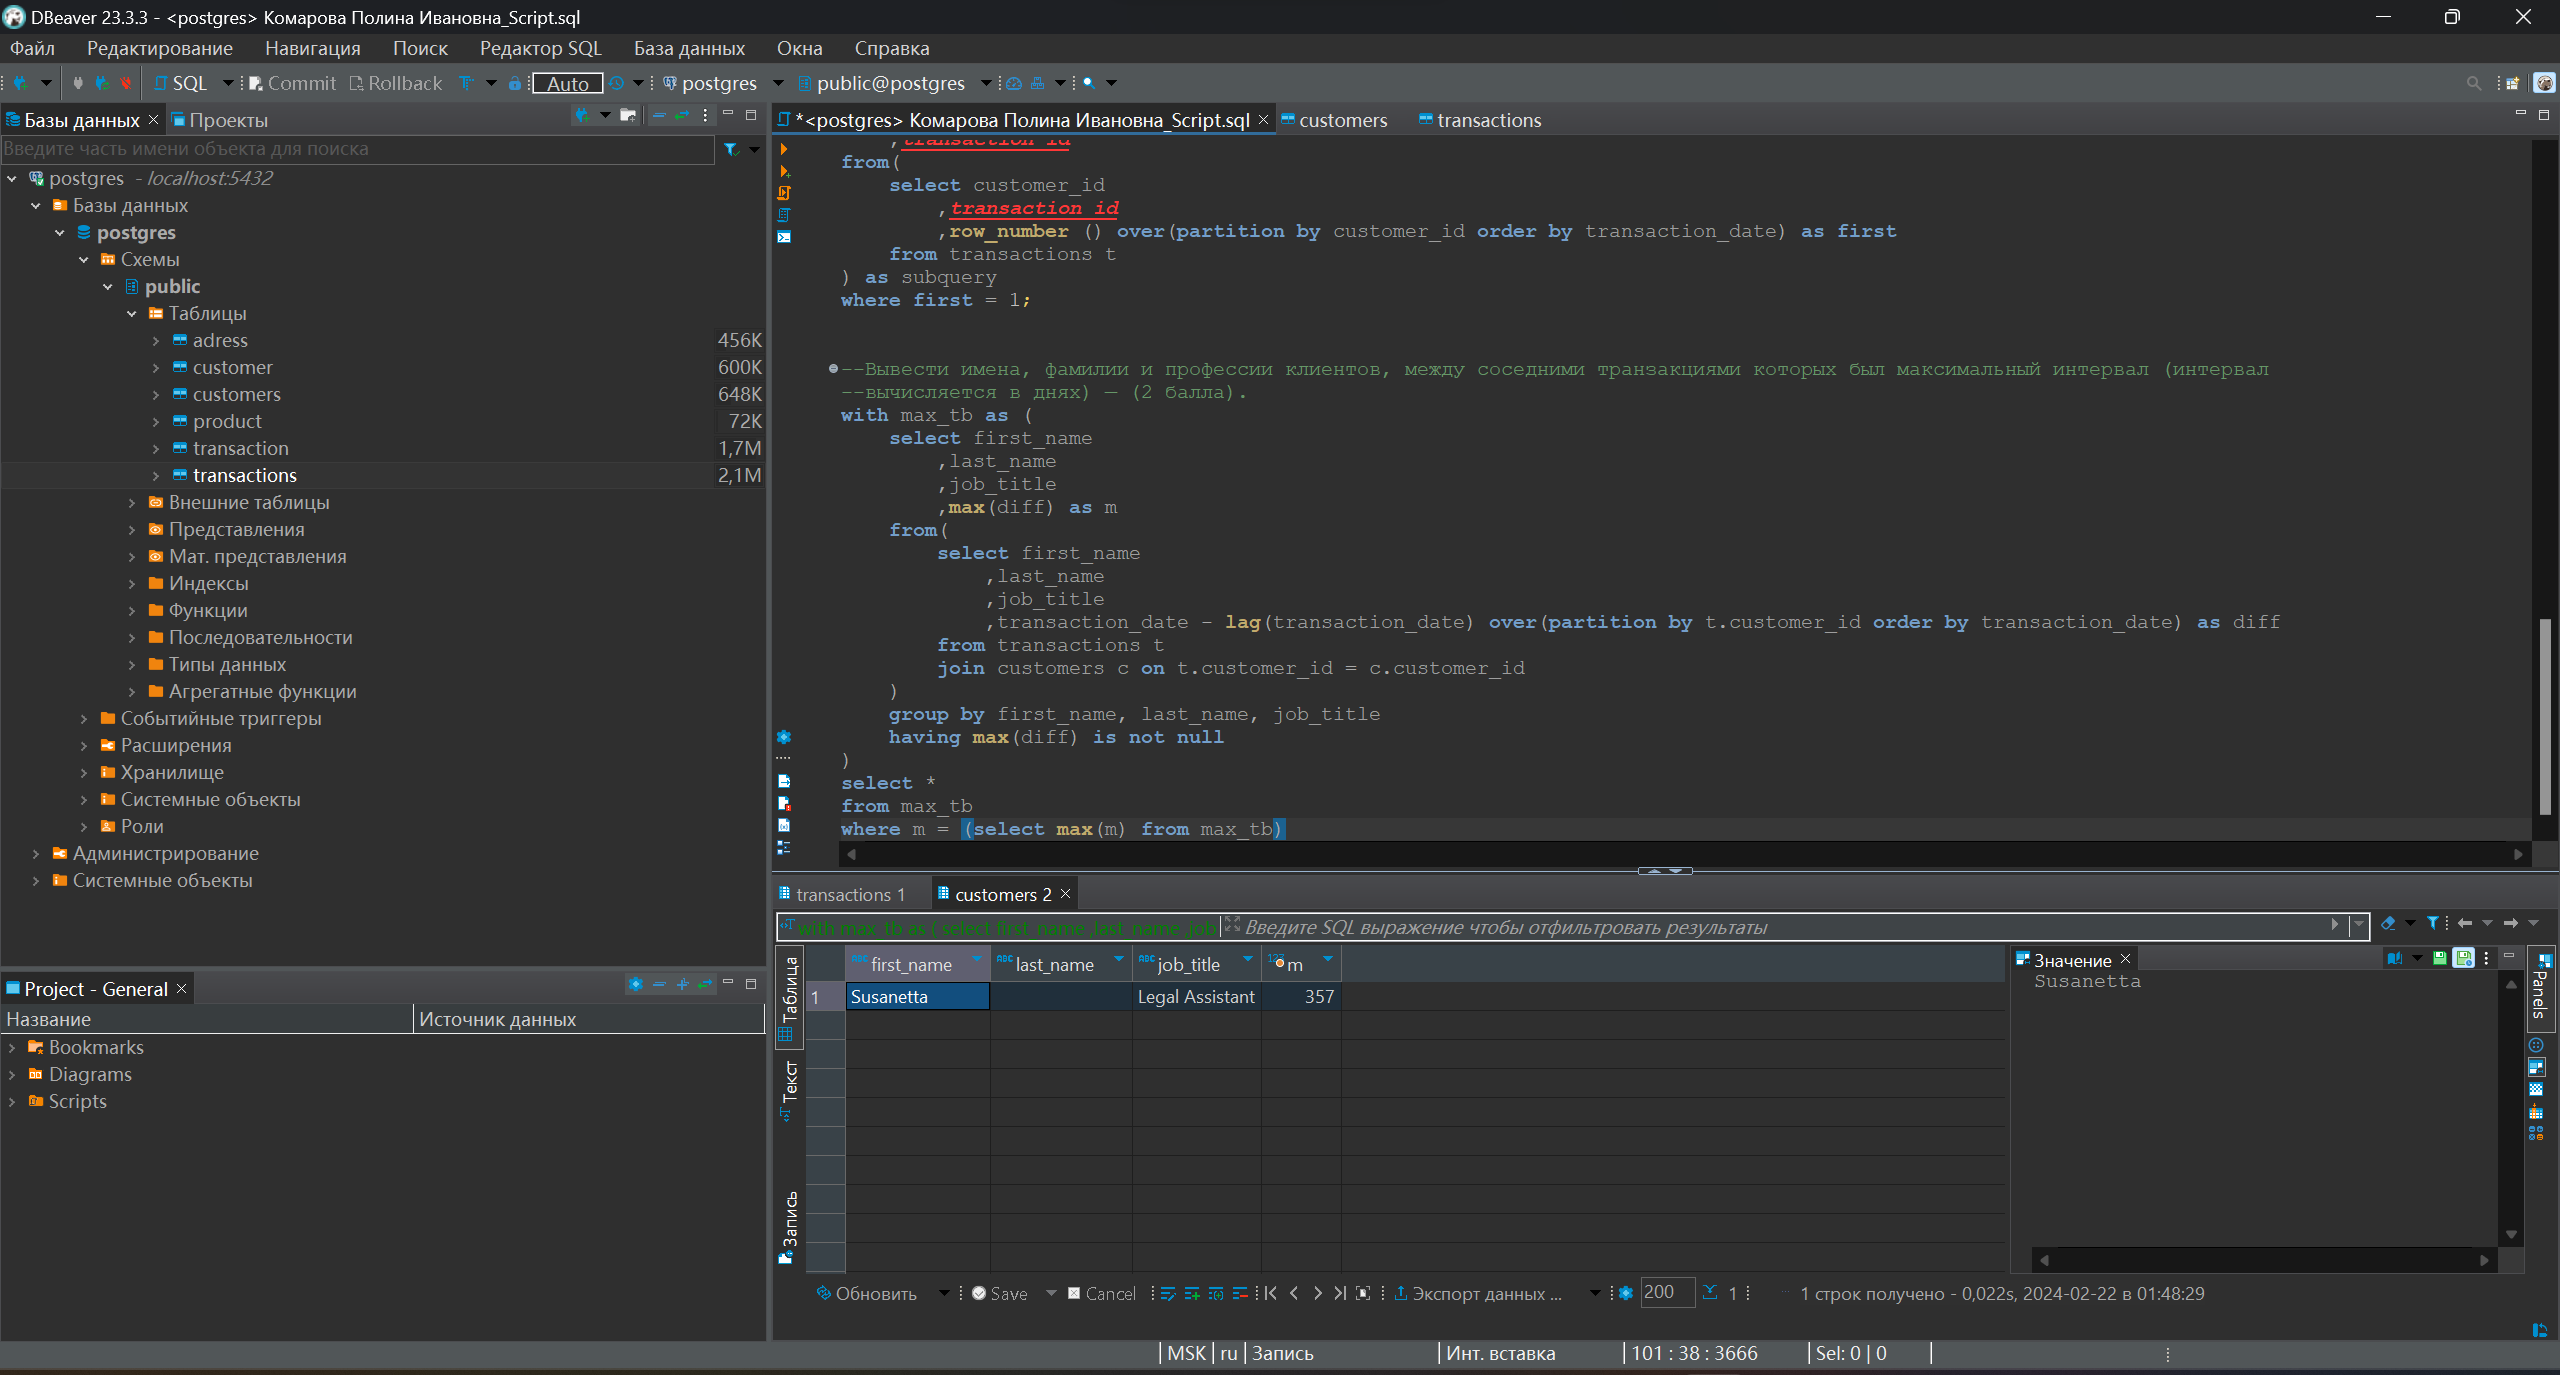 DBeaver 23.3.3 - <postgres> Комарова Полина Ивановна_Script.sql
Файл Редактирование Навигация Поиск Редактор SQL База данных Окна Справка
SQL Commit Rollback Auto postgres public@postgres
Базы данных Проекты
Введите часть имени объекта для поиска
postgres - localhost:5432
Базы данных
postgres
Схемы
public
Таблицы
adress 456K
customer 600K
customers 648K
product 72K
transaction 1,7M
transactions 2,1M
Внешние таблицы
Представления
Мат. представления
Индексы
Функции
Последовательности
Типы данных
Агрегатные функции
Событийные триггеры
Расширения
Хранилище
Системные объекты
Роли
Администрирование
Системные объекты
Project - General
Название Источник данных
Bookmarks
Diagrams
Scripts
*<postgres> Комарова Полина Ивановна_Script.sql customers transactions
,transaction_id
from(
select customer_id
,transaction_id
,row_number () over(partition by customer_id order by transaction_date) as first
from transactions t
) as subquery
where first = 1;
--Вывести имена, фамилии и профессии клиентов, между соседними транзакциями которых был максимальный интервал (интервал
--вычисляется в днях) — (2 балла).
with max_tb as (
select first_name
,last_name
,job_title
,max(diff) as m
from(
select first_name
,last_name
,job_title
,transaction_date - lag(transaction_date) over(partition by t.customer_id order by transaction_date) as diff
from transactions t
join customers c on t.customer_id = c.customer_id
)
group by first_name, last_name, job_title
having max(diff) is not null
)
select *
from max_tb
where m = (select max(m) from max_tb)
transactions 1 customers 2
with max_tb as ( select first_name ,last_name ,job Введите SQL выражение чтобы отфильтровать результаты
Таблица
Текст
Запись
first_name last_name job_title 123 m
1 Susanetta Legal Assistant 357
Значение
Susanetta
Panels
Обновить Save Cancel Экспорт данных ... 200 1 1 строк получено - 0,022s, 2024-02-22 в 01:48:29
MSK ru Запись Инт. вставка 101 : 38 : 3666 Sel: 0 | 0